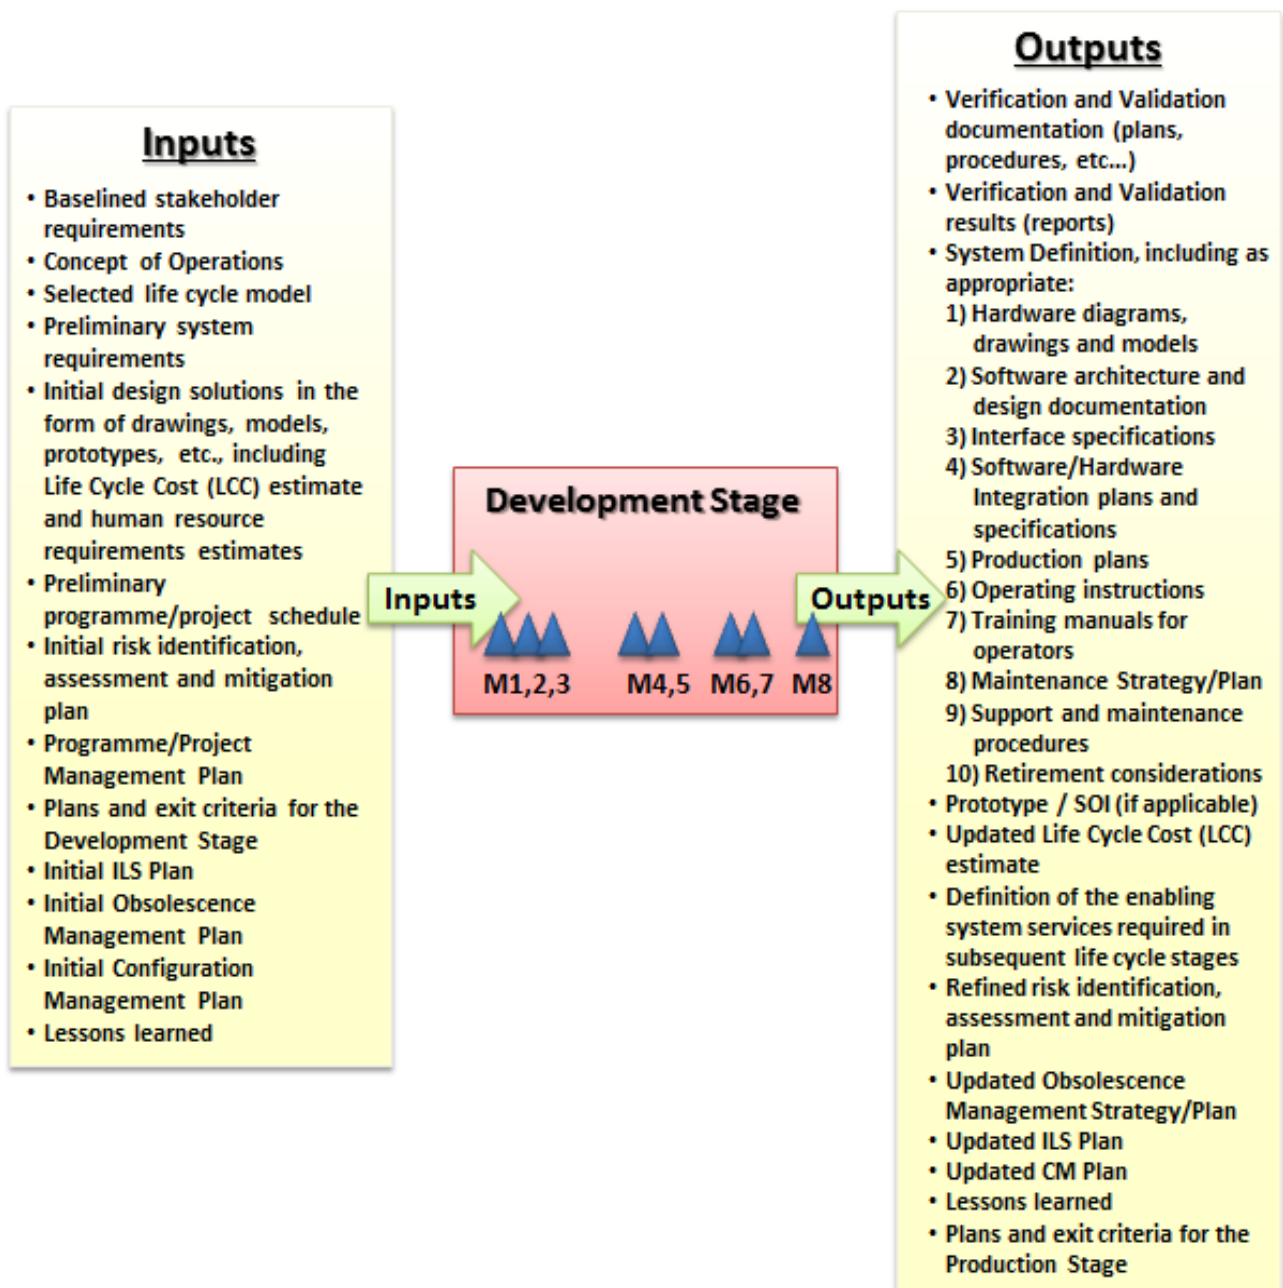 Inputs
• Baselined stakeholder
requirements
• Concept of Operations
• Selected life cycle model
• Preliminary system
requirements
• Initial design solutions in the
form of drawings, models,
prototypes, etc., including
Life Cycle Cost (LCC) estimate
and human resource
requirements estimates
• Preliminary
programme/project schedule
• Initial risk identification,
assessment and mitigation
plan
• Programme/Project
Management Plan
• Plans and exit criteria for the
Development Stage
• Initial ILS Plan
• Initial Obsolescence
Management Plan
• Initial Configuration
Management Plan
• Lessons learned
Development Stage
Inputs
Outputs
M1,2,3
M4,5
M6,7
M8
Outputs
• Verification and Validation
documentation (plans,
procedures, etc...)
• Verification and Validation
results (reports)
• System Definition, including as
appropriate:
1) Hardware diagrams,
drawings and models
2) Software architecture and
design documentation
3) Interface specifications
4) Software/Hardware
Integration plans and
specifications
5) Production plans
6) Operating instructions
7) Training manuals for
operators
8) Maintenance Strategy/Plan
9) Support and maintenance
procedures
10) Retirement considerations
• Prototype / SOI (if applicable)
• Updated Life Cycle Cost (LCC)
estimate
• Definition of the enabling
system services required in
subsequent life cycle stages
• Refined risk identification,
assessment and mitigation
plan
• Updated Obsolescence
Management Strategy/Plan
• Updated ILS Plan
• Updated CM Plan
• Lessons learned
• Plans and exit criteria for the
Production Stage